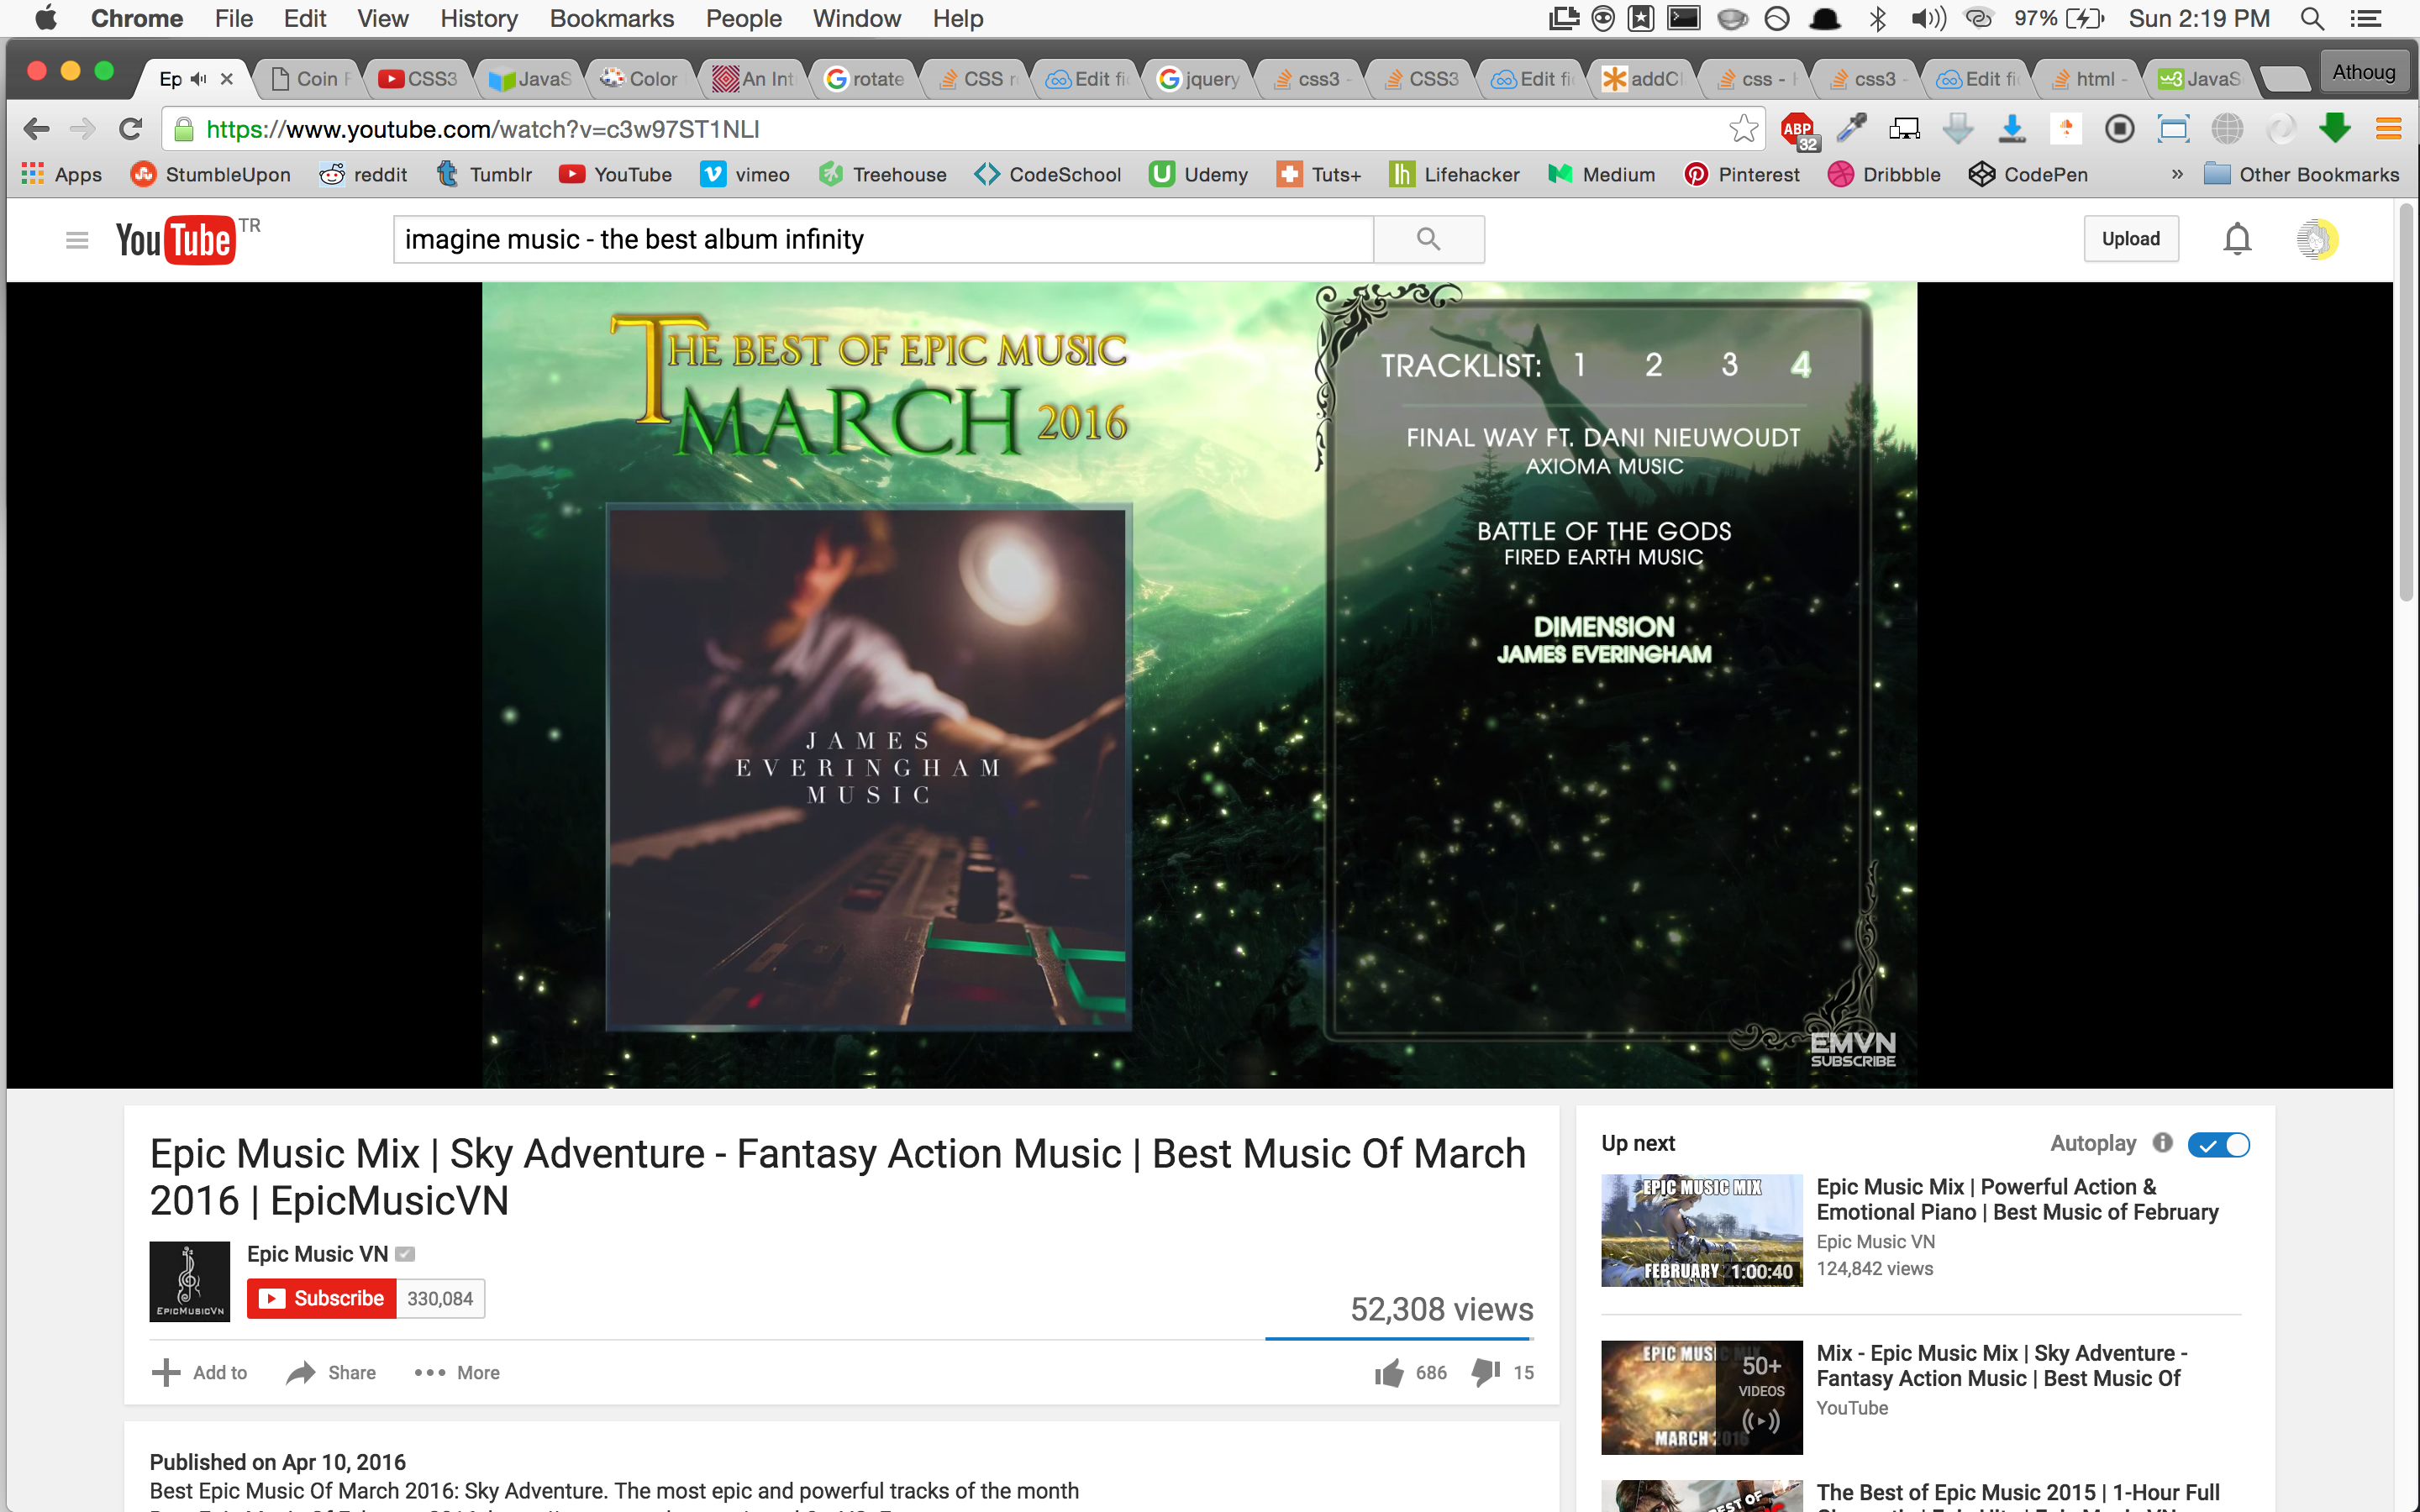 Chrome File Edit View History Bookmarks People Window Help 97% Sun 2:19 PM
Ep Coin F CSS3 JavaS Color An Int rotate CSS r Edit fi jquery css3 - CSS3 Edit fi addCl css - css3 - Edit fi html - JavaS Athoug
https://www.youtube.com/watch?v=c3w97ST1NLI ABP 32
Apps StumbleUpon reddit Tumblr YouTube vimeo Treehouse CodeSchool Udemy Tuts+ Lifehacker Medium Pinterest Dribbble CodePen » Other Bookmarks
YouTube TR imagine music - the best album infinity Upload
THE BEST OF EPIC MUSIC
MARCH 2016
JAMES
EVERINGHAM
MUSIC
TRACKLIST: 1 2 3 4
FINAL WAY FT. DANI NIEUWOUDT
AXIOMA MUSIC
BATTLE OF THE GODS
FIRED EARTH MUSIC
DIMENSION
JAMES EVERINGHAM
EMVN
SUBSCRIBE
Epic Music Mix | Sky Adventure - Fantasy Action Music | Best Music Of March
2016 | EpicMusicVN
EPICMUSICVN
Epic Music VN
Subscribe 330,084
52,308 views
Add to Share More 686 15
Published on Apr 10, 2016
Best Epic Music Of March 2016: Sky Adventure. The most epic and powerful tracks of the month
Up next Autoplay
EPIC MUSIC MIX
FEBRUARY 1:00:40
Epic Music Mix | Powerful Action &
Emotional Piano | Best Music of February
Epic Music VN
124,842 views
EPIC MUSIC MIX
50+
VIDEOS
MARCH 2016
Mix - Epic Music Mix | Sky Adventure -
Fantasy Action Music | Best Music Of
YouTube
BEST OF
The Best of Epic Music 2015 | 1-Hour Full